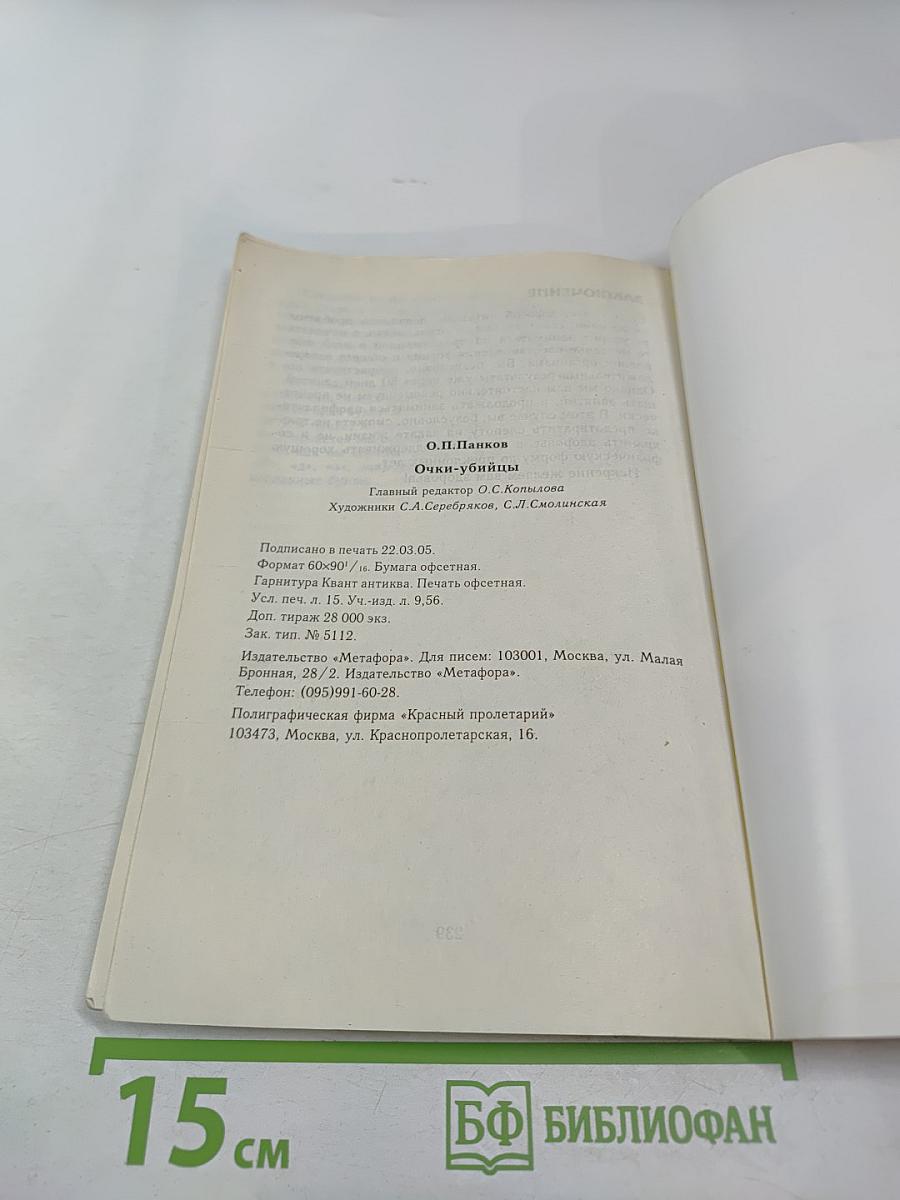 О.П.Панков
Очки-убийцы
Главный редактор О.С.Копылова
Художники С.А.Серебряков, С.Л.Смолинская
Подписано в печать 22.03.05.
Формат 60×90¹/₁₆. Бумага офсетная.
Гарнитура Квант антиква. Печать офсетная.
Усл. печ. л. 15. Уч.-изд. л. 9,56.
Доп. тираж 28 000 экз.
Зак. тип. № 5112.
Издательство «Метафора». Для писем: 103001, Москва, ул. Малая
Бронная, 28/2. Издательство «Метафора».
Телефон: (095)991-60-28.
Полиграфическая фирма «Красный пролетарий»
103473, Москва, ул. Краснопролетарская, 16.
239
15 см
БФ БИБЛИОФАН